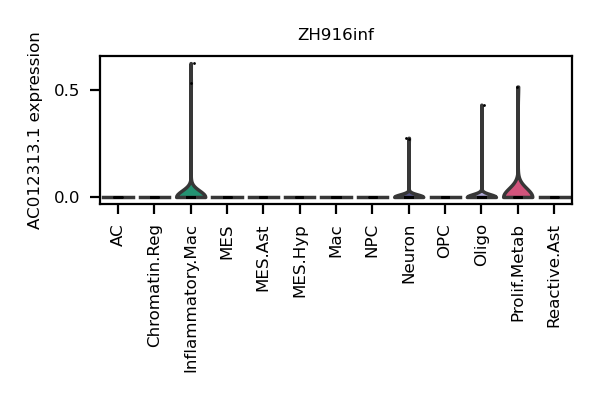 ZH916inf
AC012313.1 expression
0.5
0.0
AC
Chromatin.Reg
Inflammatory.Mac
MES
MES.Ast
MES.Hyp
Mac
NPC
Neuron
OPC
Oligo
Prolif.Metab
Reactive.Ast